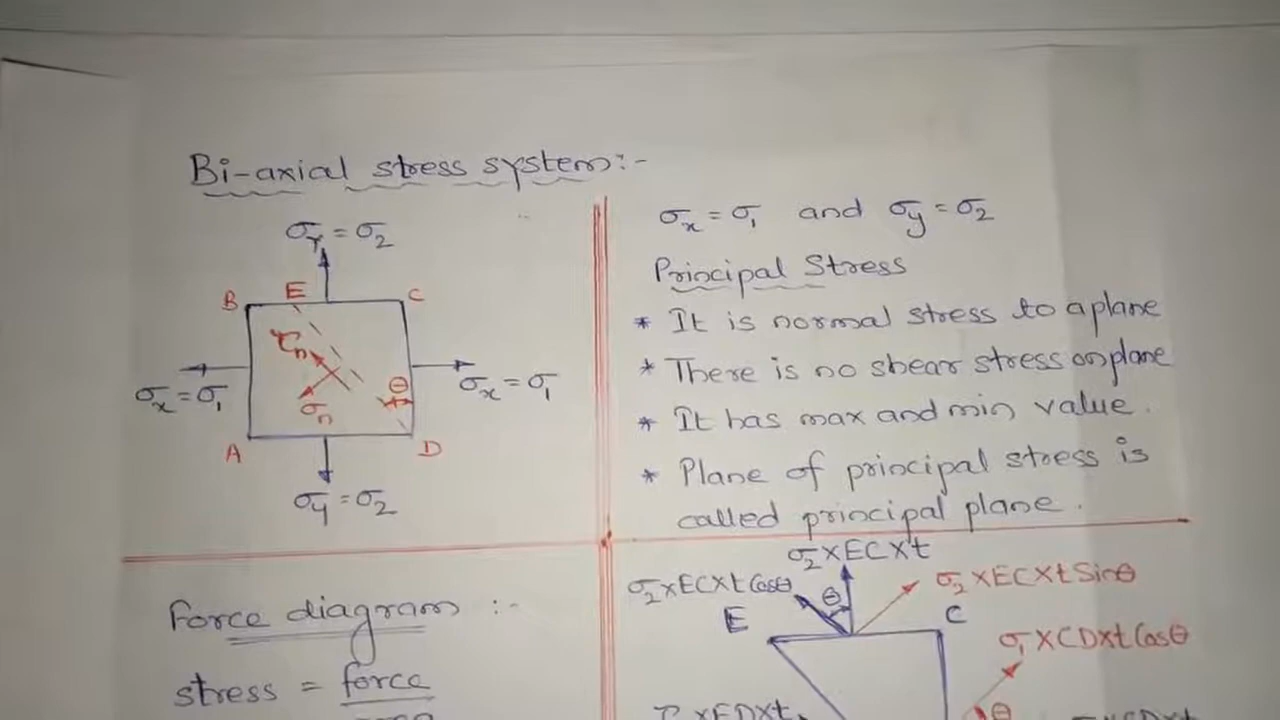 Bi-axial stress system:-
σy = σ2
B E C
τn
θ
σx = σ1
σx = σ1
σn
A D
σy = σ2
σx = σ1 and σy = σ2
Principal Stress
* It is normal stress to a plane
* There is no shear stress on plane
* It has max and min value.
* Plane of principal stress is
called principal plane.
Force diagram :-
stress = force
σ2 × EC × t
σ2 × EC × t Cosθ
θ
σ2 × EC × t Sinθ
E C
σ1 × CD × t Cosθ
θ